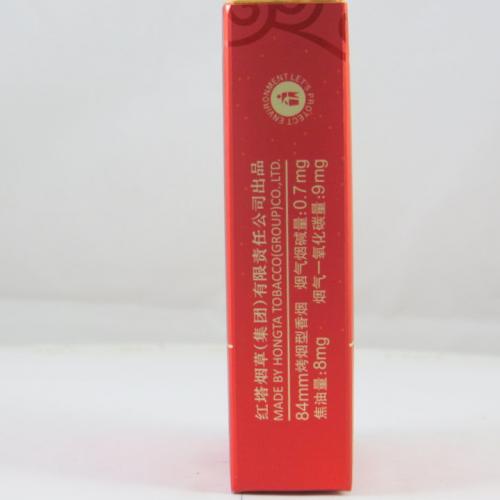 LET'S PROTECT ENVIRONMENT
红塔烟草(集团)有限责任公司出品
MADE BY HONGTA TOBACCO(GROUP)CO.,LTD.
84mm烤烟型香烟 烟气烟碱量:0.7mg
焦油量:8mg 烟气一氧化碳量:9mg